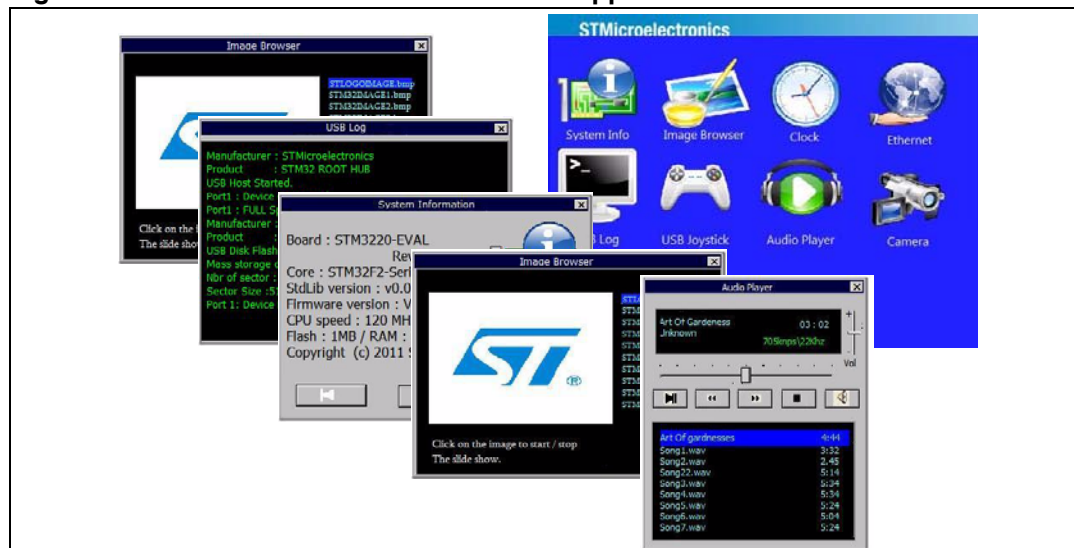 STMicroelectronics
System Info
Image Browser
Clock
Ethernet
Log
USB Joystick
Audio Player
Camera
Image Browser
STLOGOIMAGE.bmp
STM32IMAGE1.bmp
STM32IMAGE2.bmp
Click on the
The slide
USB Log
Manufacturer : STMicroelectronics
Product : STM32 ROOT HUB
USB Host Started.
Port1 : Device
Port1 : FULL
Manufacturer :
Product :
USB Disk Flash
Mass storage
Nbr of sector :
Sector Size :
Port 1: Device
System Information
Board : STM3220-EVAL
Rev
Core : STM32F2-Seri
StdLib version : v0.0
Firmware version : V
CPU speed : 120 MH
Flash : 1MB / RAM :
Copyright (c) 2011
Image Browser
ST
Click on the image to start / stop
The slide show.
Audio Player
Art Of Gardeness
03 : 02
Unknown
Vol
Art Of gardnesses 4:44
Song1.wav 3:32
Song2.wav 2.45
Song22.wav 5:14
Song3.wav 5:34
Song4.wav 5:34
Song5.wav 5:24
Song6.wav 5:04
Song7.wav 5:24